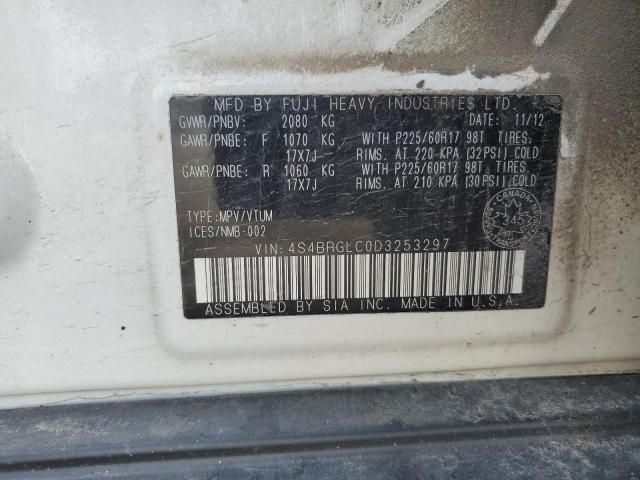 MFD BY FUJI HEAVY INDUSTRIES LTD.
GVWR/PNBV: 2080 KG 11/12
GAWR/PNBE: F 1070 KG WITH P225/60R17 98T TIRES.
17X7J RIMS. AT 220 KPA (32PSI) COLD
GAWR/PNBE: R 1060 KG WITH P225/60R17 98T TIRES.
17X7J RIMS. AT 210 KPA (30PSI) COLD
TYPE:MPV/VTUM
ICES/NMB-002
CANADA
345
TRANSPORT
VIN: 4S4BRGLC0D3253297
ASSEMBLED BY SIA INC. MADE IN U.S.A.